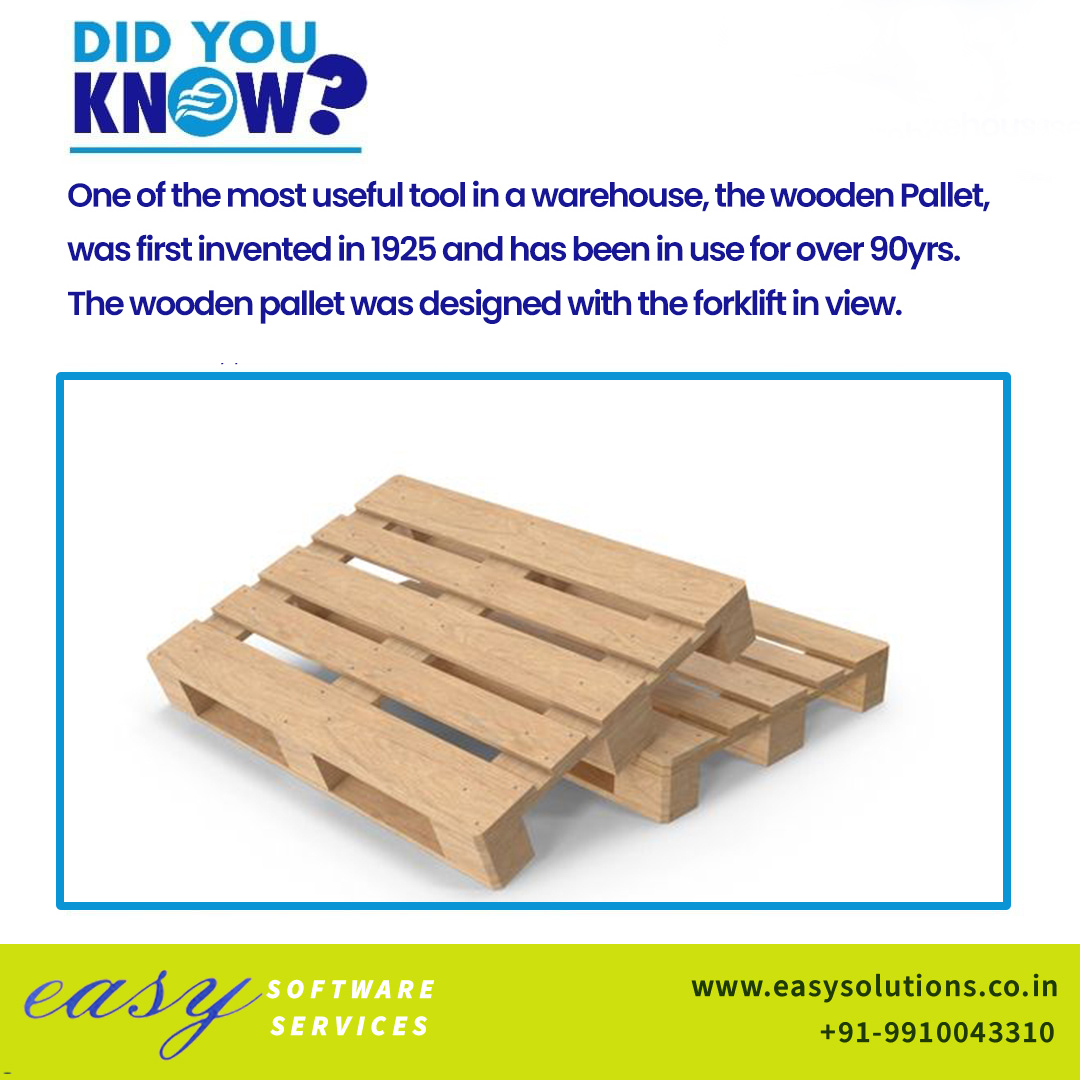 DID YOU
KNOW?
One of the most useful tool in a warehouse, the wooden Pallet,
was first invented in 1925 and has been in use for over 90yrs.
The wooden pallet was designed with the forklift in view.
easy SOFTWARE
SERVICES
www.easysolutions.co.in
+91-9910043310